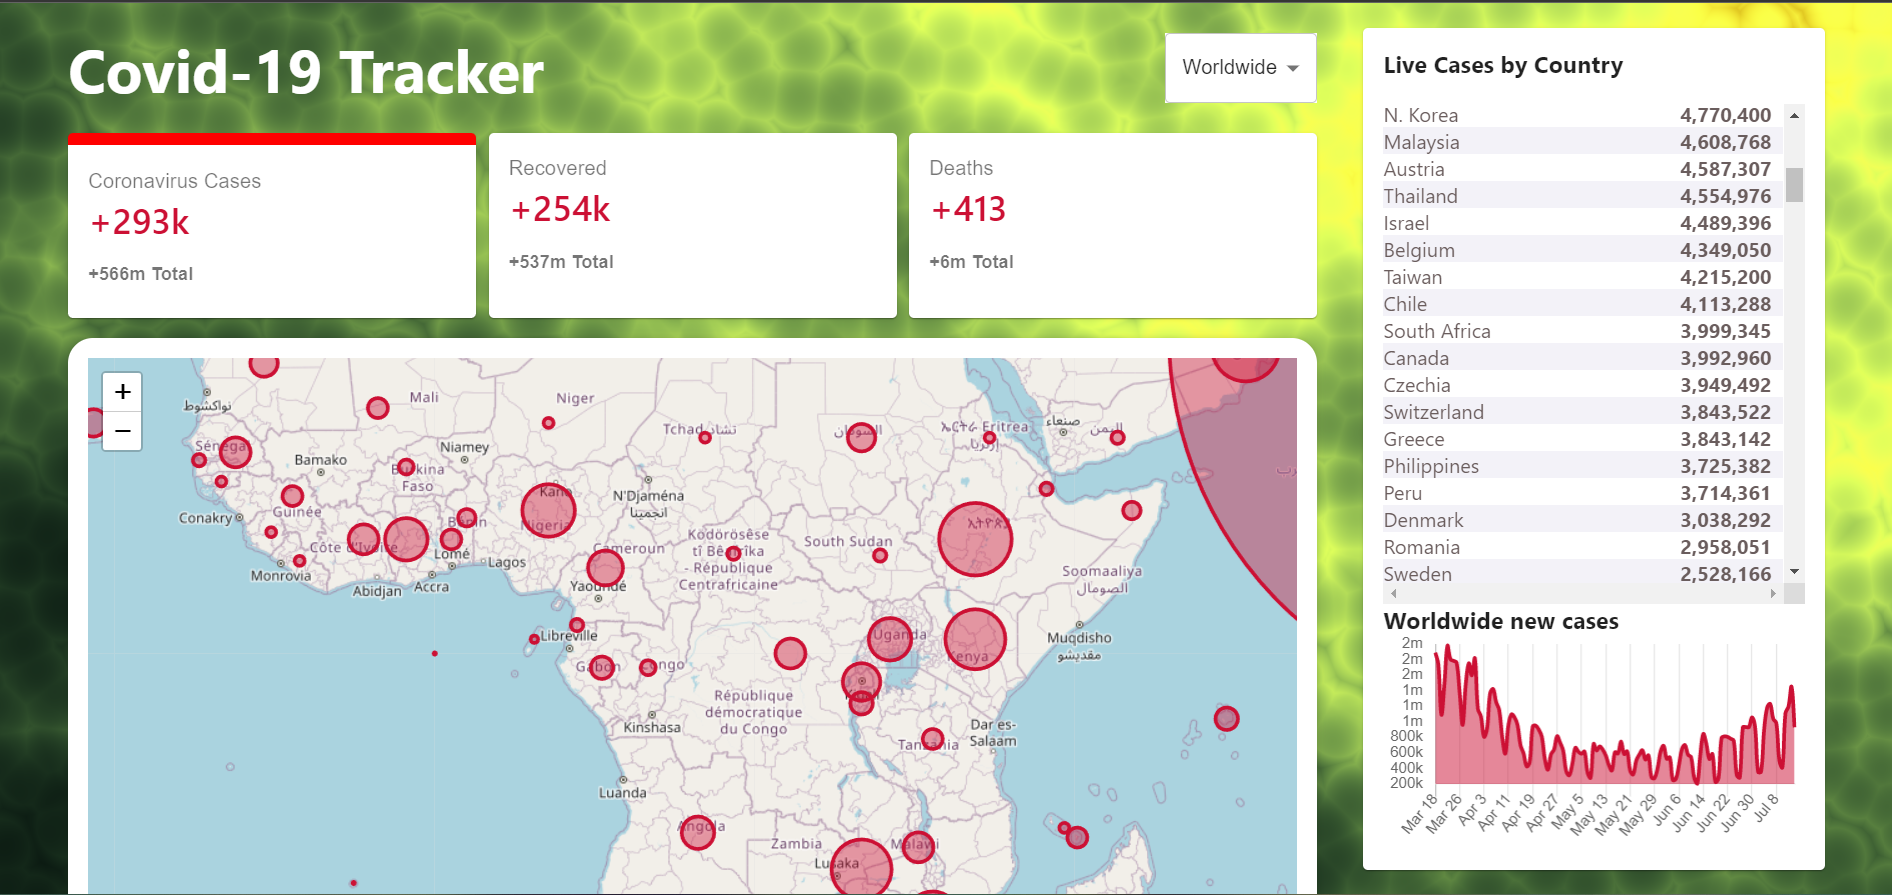 Covid-19 Tracker
Worldwide
Coronavirus Cases
+293k
+566m Total
Recovered
+254k
+537m Total
Deaths
+413
+6m Total
+
−
نواكشوط
Mali
Niger
Tchad تشاد
السودان
ኤርትራ Eritrea
إرتريا
صنعاء
اليمن
Sénégal
Bamako
Niamey
Burkina
Faso
Kano
N'Djaména
انجمينا
Guinée
Conakry
Bénin
Nigeria
Côte d'Ivoire
Lomé
Lagos
Monrovia
Abidjan
Accra
Cameroun
Yaoundé
Ködörösêse
tî Bêafrîka
- République
Centrafricaine
South Sudan
Soomaaliya
الصومال
Libreville
Uganda
Kenya
Muqdisho
مقديشو
Gabon
Congo
République
démocratique
du Congo
Kinshasa
Dar es-
Salaam
Tanzania
Luanda
Angola
Zambia
Malawi
Lusaka
Live Cases by Country
N. Korea 4,770,400
Malaysia 4,608,768
Austria 4,587,307
Thailand 4,554,976
Israel 4,489,396
Belgium 4,349,050
Taiwan 4,215,200
Chile 4,113,288
South Africa 3,999,345
Canada 3,992,960
Czechia 3,949,492
Switzerland 3,843,522
Greece 3,843,142
Philippines 3,725,382
Peru 3,714,361
Denmark 3,038,292
Romania 2,958,051
Sweden 2,528,166
Worldwide new cases
2m
2m
2m
1m
1m
1m
800k
600k
400k
200k
Mar 18
Mar 26
Apr 3
Apr 11
Apr 19
Apr 27
May 5
May 13
May 21
May 29
Jun 6
Jun 14
Jun 22
Jun 30
Jul 8